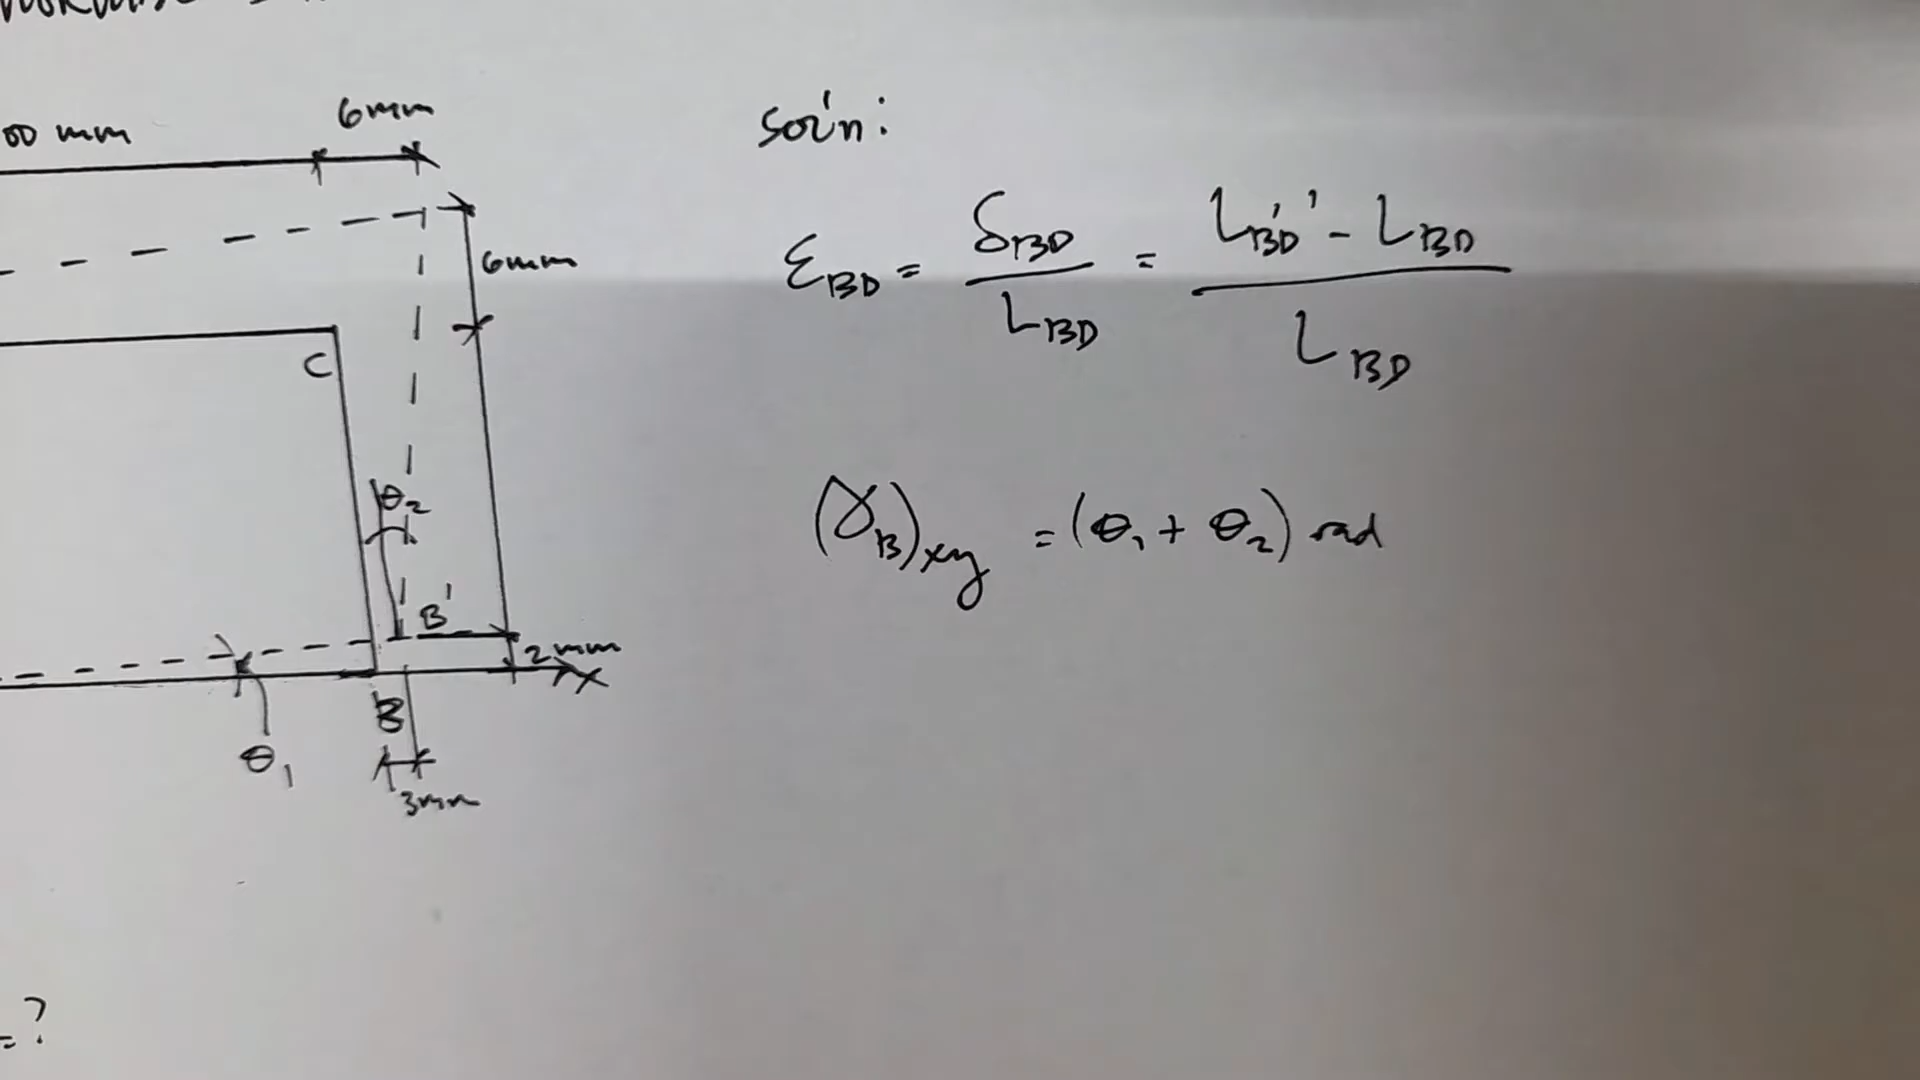 00 mm
6mm
6mm
C
θ₂
B'
2mm
x
B
θ₁
3mm
= ?
Sol'n:
ε_BD = δ_BD / L_BD = (L_B'D' - L_BD) / L_BD
(γ_B)_xy = (θ₁ + θ₂) rad